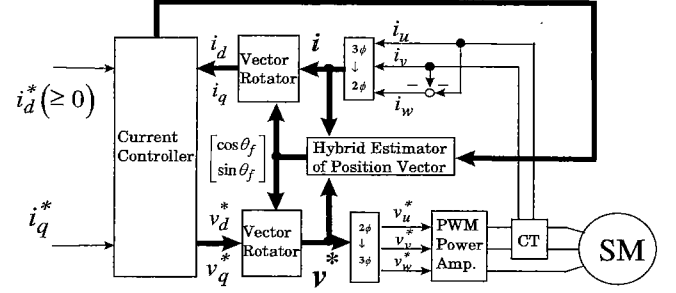 i_d
i_q
Vector
Rotator
i
3φ
↓
2φ
i_u
i_v
− −
i_w
i_d^*(≥0)
Current
Controller
[cosθ_f
sinθ_f]
Hybrid Estimator
of Position Vector
i_q^*
v_d^*
v_q^*
Vector
Rotator
v^*
2φ
↓
3φ
v_u^*
v_v^*
v_w^*
PWM
Power
Amp.
CT
SM